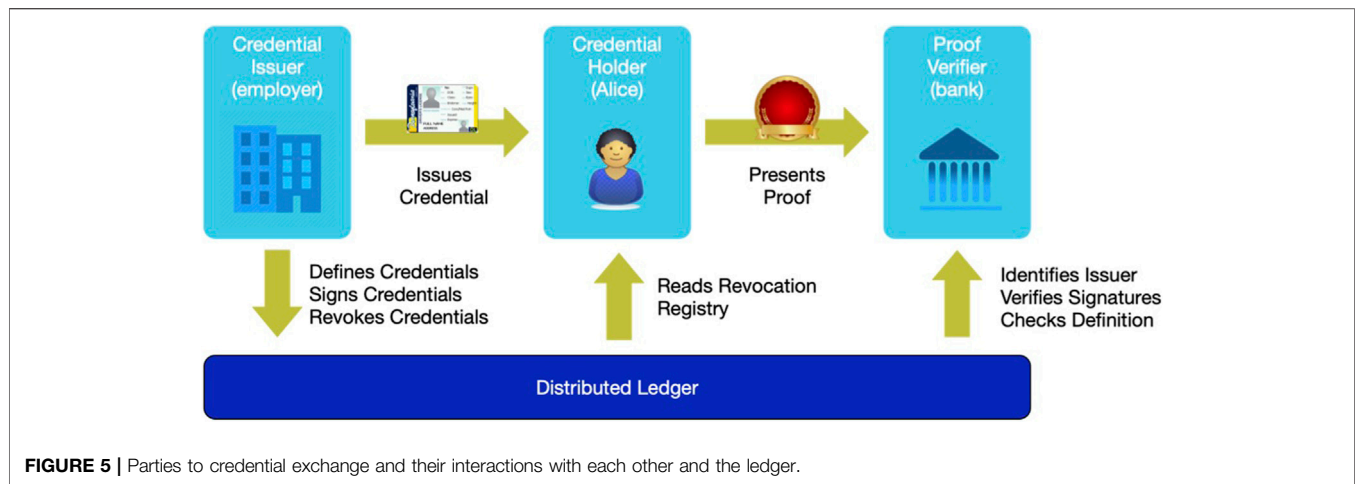 Credential
Issuer
(employer)
Issues
Credential
Credential
Holder
(Alice)
Presents
Proof
Proof
Verifier
(bank)
Defines Credentials
Signs Credentials
Revokes Credentials
Reads Revocation
Registry
Identifies Issuer
Verifies Signatures
Checks Definition
Distributed Ledger
FIGURE 5 | Parties to credential exchange and their interactions with each other and the ledger.